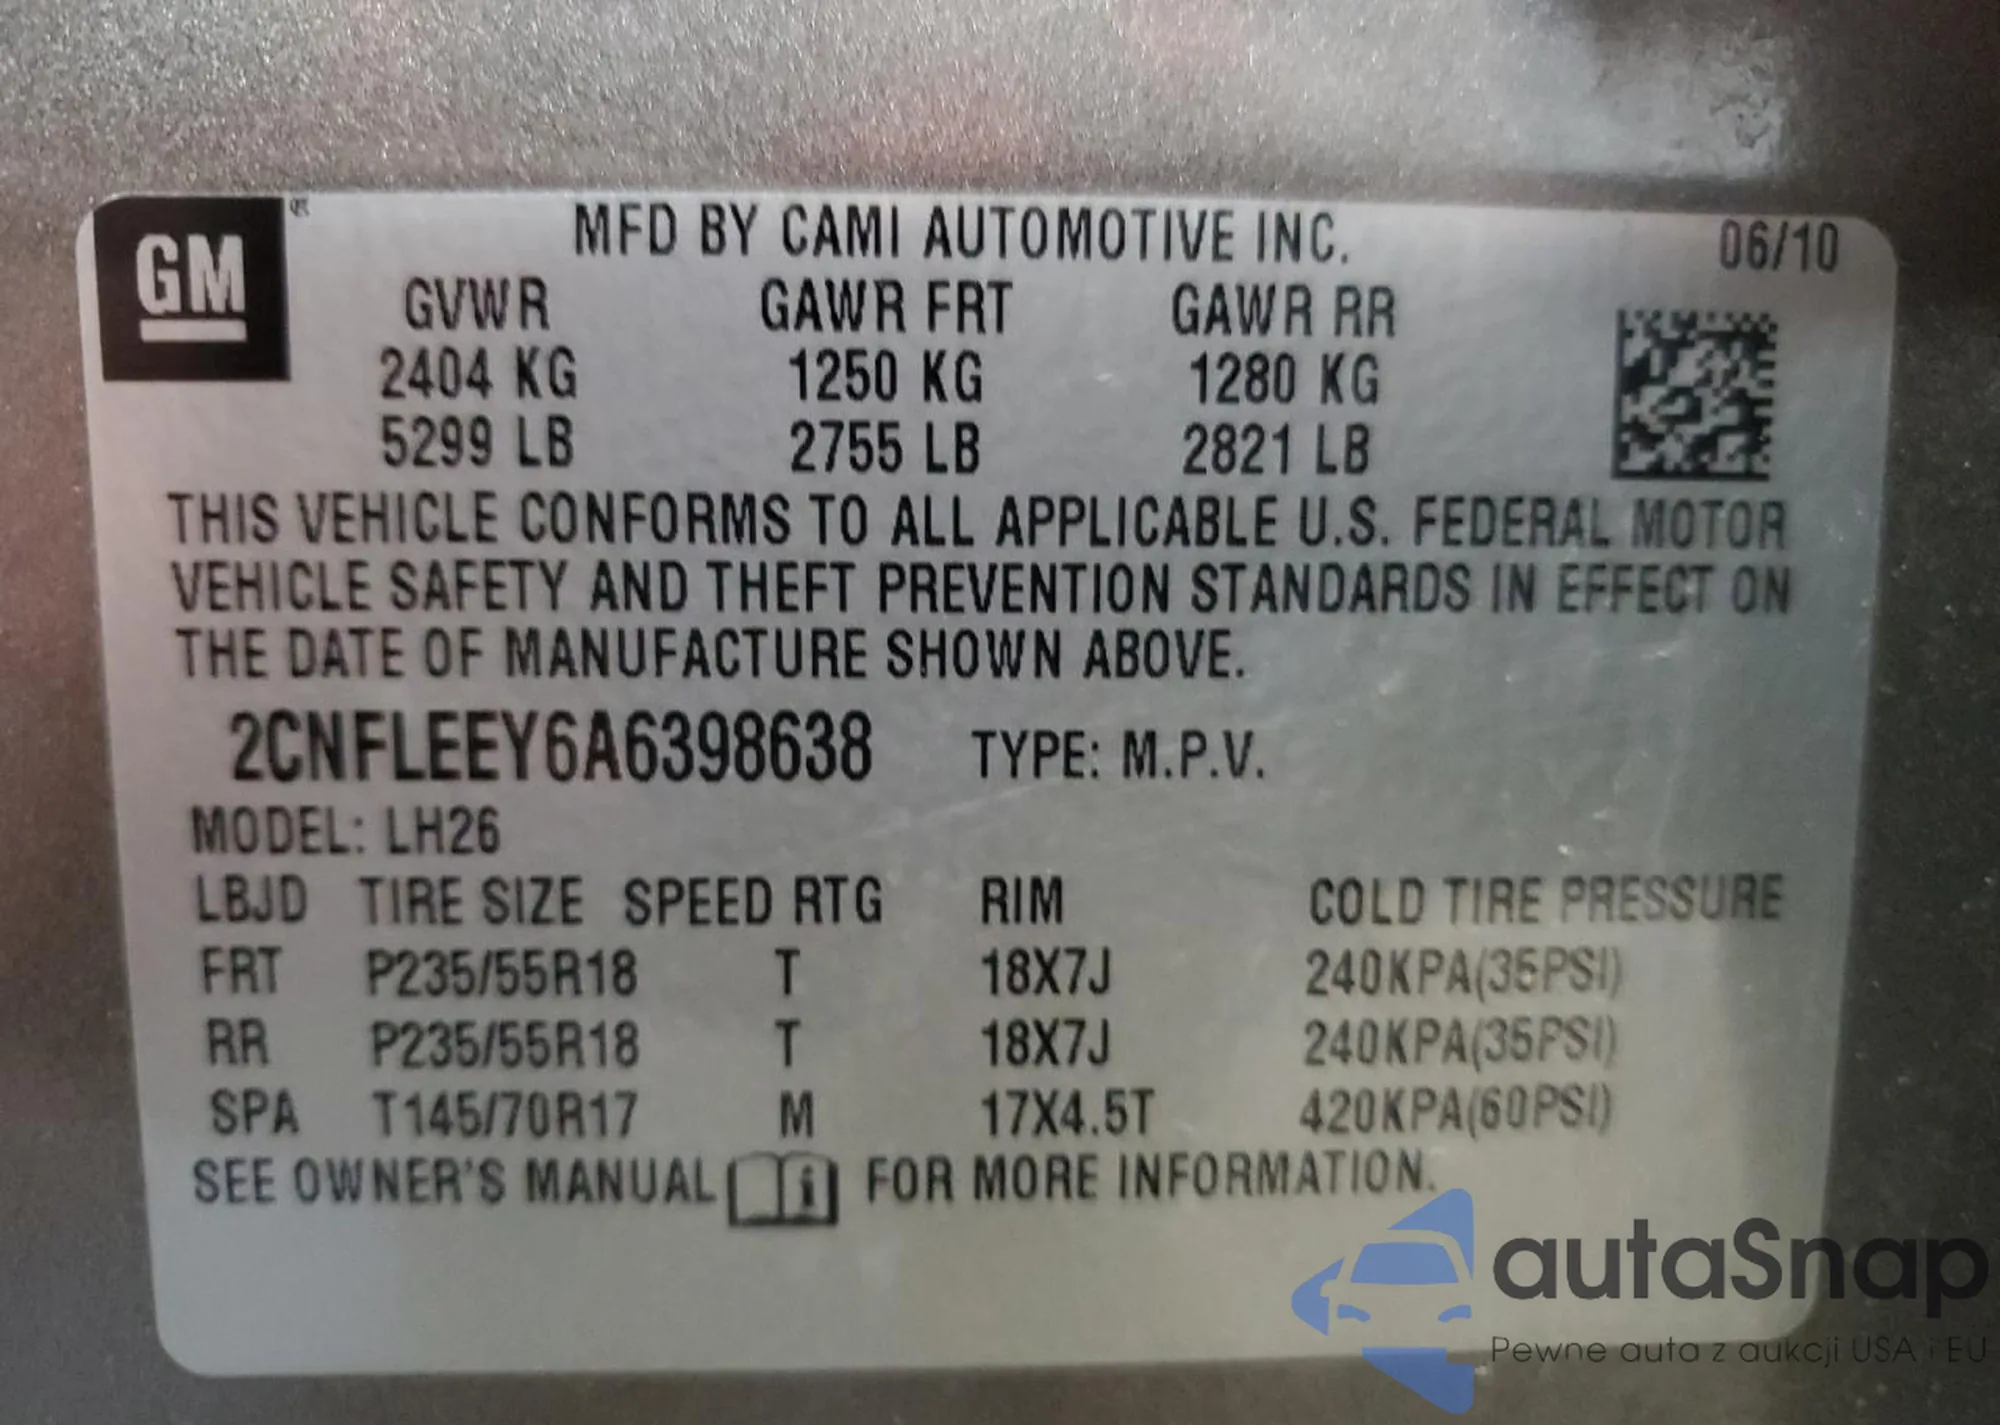 GM
MFD BY CAMI AUTOMOTIVE INC. 06/10
GVWR GAWR FRT GAWR RR
2404 KG 1250 KG 1280 KG
5299 LB 2755 LB 2821 LB
THIS VEHICLE CONFORMS TO ALL APPLICABLE U.S. FEDERAL MOTOR
VEHICLE SAFETY AND THEFT PREVENTION STANDARDS IN EFFECT ON
THE DATE OF MANUFACTURE SHOWN ABOVE.
2CNFLEEY6A6398638 TYPE: M.P.V.
MODEL: LH26
LBJD TIRE SIZE SPEED RTG RIM COLD TIRE PRESSURE
FRT P235/55R18 T 18X7J 240KPA(35PSI)
RR P235/55R18 T 18X7J 240KPA(35PSI)
SPA T145/70R17 M 17X4.5T 420KPA(60PSI)
SEE OWNER'S MANUAL i FOR MORE INFORMATION.
autaSnap
Pewne auta z aukcji USA i EU